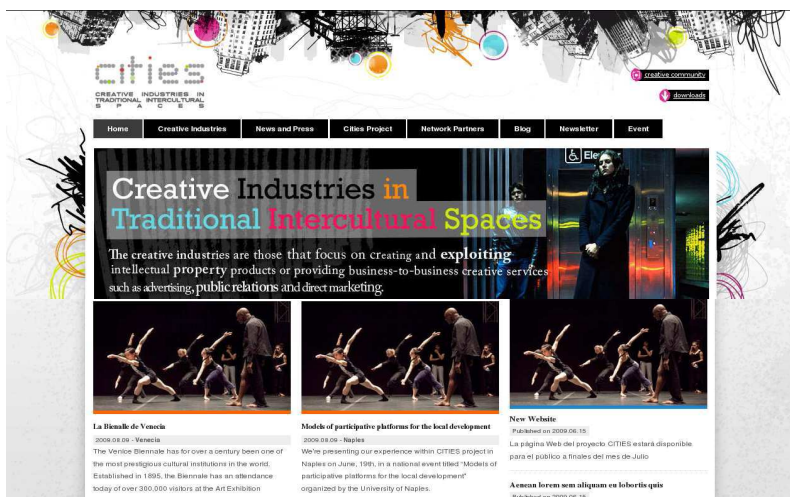 cities
CREATIVE INDUSTRIES IN
TRADITIONAL INTERCULTURAL
SPACES
creative community
downloads
Home Creative Industries News and Press Cities Project Network Partners Blog Newsletter Event
Creative Industries in
Traditional Intercultural Spaces
The creative industries are those that focus on creating and exploiting
intellectual property products or providing business-to-business creative services
such as advertising, public relations and direct marketing.
La Bienalle de Venecia
2009.08.09 - Venecia
The Venice Biennale has for over a century been one of
the most prestigious cultural institutions in the world.
Established in 1895, the Biennale has an attendance
today of over 300,000 visitors at the Art Exhibition
Models of participative platforms for the local development
2009.08.09 - Naples
We're presenting our experience within CITIES project in
Naples on June, 19th, in a national event titled "Models of
participative platforms for the local development"
organized by the University of Naples.
New Website
Published on 2009.06.15
La página Web del proyecto CITIES estará disponible
para el público a finales del mes de Julio
Aenean lorem sem aliquam eu lobortis quis
Published on 2009.06.15